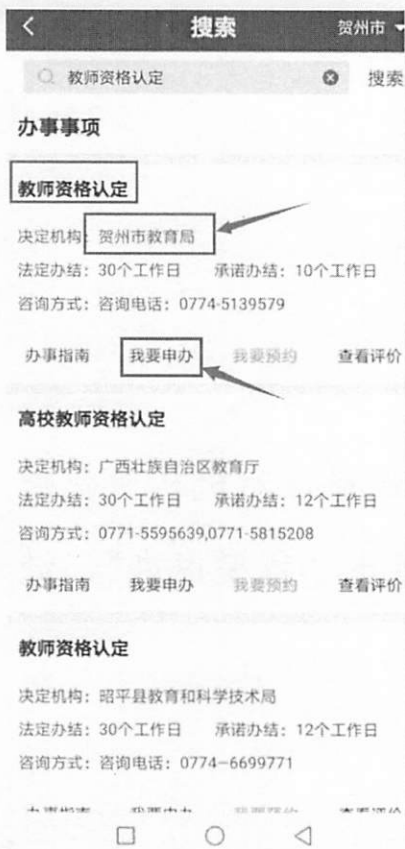 搜索 贺州市
教师资格认定 搜索
办事事项
教师资格认定
决定机构：贺州市教育局
法定办结：30个工作日 承诺办结：10个工作日
咨询方式：咨询电话：0774-5139579
办事指南 我要申办 我要预约 查看评价
高校教师资格认定
决定机构：广西壮族自治区教育厅
法定办结：30个工作日 承诺办结：12个工作日
咨询方式：0771-5595639,0771-5815208
办事指南 我要申办 我要预约 查看评价
教师资格认定
决定机构：昭平县教育和科学技术局
法定办结：30个工作日 承诺办结：12个工作日
咨询方式：咨询电话：0774-6699771